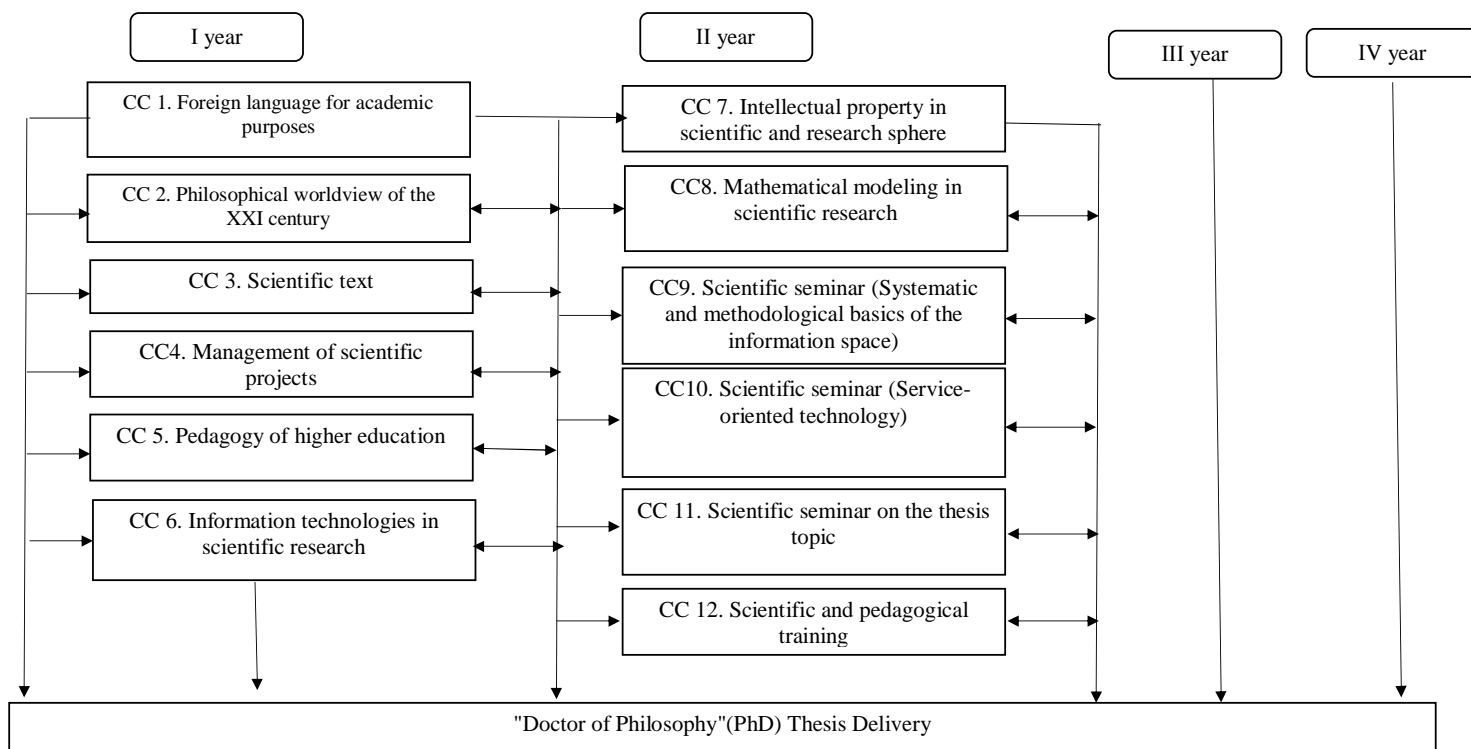 I year
II year
III year
IV year
CC 1. Foreign language for academic
purposes
CC 2. Philosophical worldview of the
XXI century
CC 3. Scientific text
CC4. Management of scientific
projects
CC 5. Pedagogy of higher education
CC 6. Information technologies in
scientific research
CC 7. Intellectual property in
scientific and research sphere
CC8. Mathematical modeling in
scientific research
CC9. Scientific seminar (Systematic
and methodological basics of the
information space)
CC10. Scientific seminar (Service-
oriented technology)
CC 11. Scientific seminar on the thesis
topic
CC 12. Scientific and pedagogical
training
"Doctor of Philosophy"(PhD) Thesis Delivery